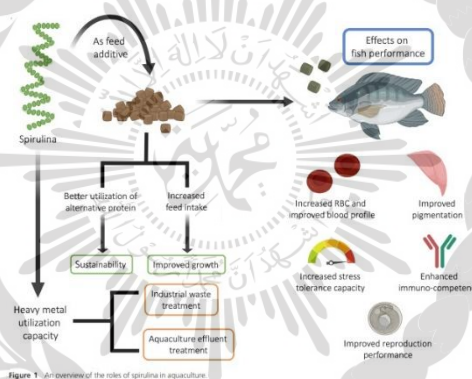 As feed
additive
Effects on
fish performance
Spirulina
Better utilization of
alternative protein
Increased
feed intake
Increased RBC and
improved blood profile
Improved
pigmentation
Sustainability
Improved growth
Increased stress
tolerance capacity
Enhanced
immuno-competen
Heavy metal
utilization
capacity
Industrial waste
treatment
Aquaculture effluent
treatment
Improved reproduction
performance
Figure 1 An overview of the roles of spirulina in aquaculture